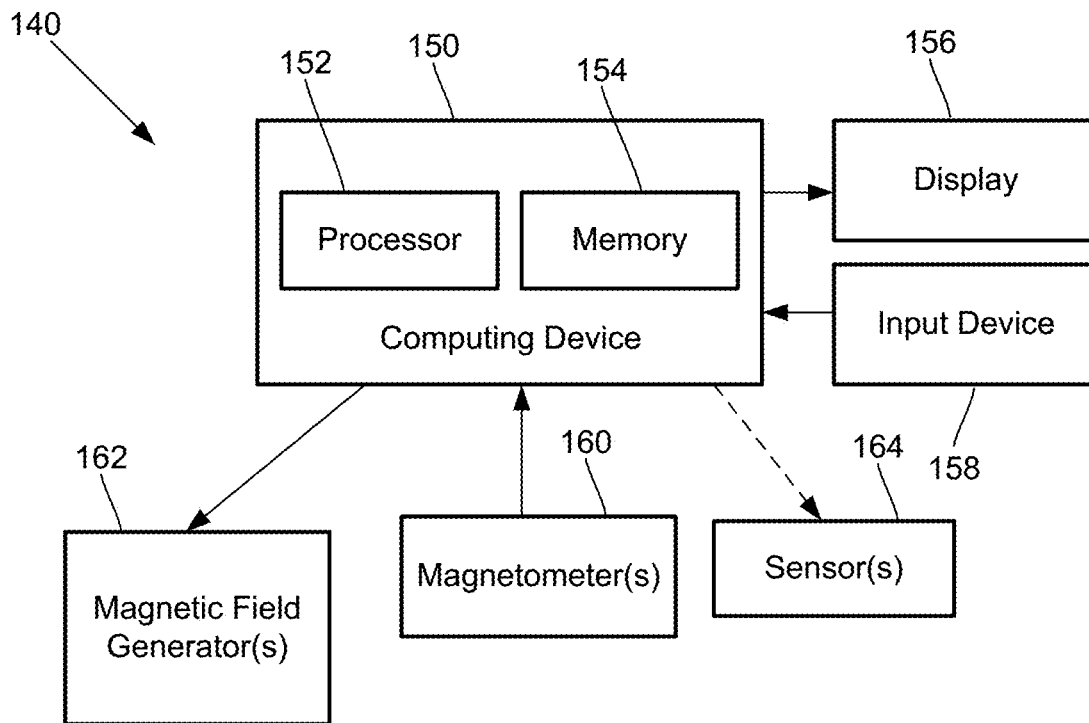 140
150
156
152
154
Display
Processor
Memory
Input Device
Computing Device
162
160
164
158
Magnetic Field
Generator(s)
Magnetometer(s)
Sensor(s)